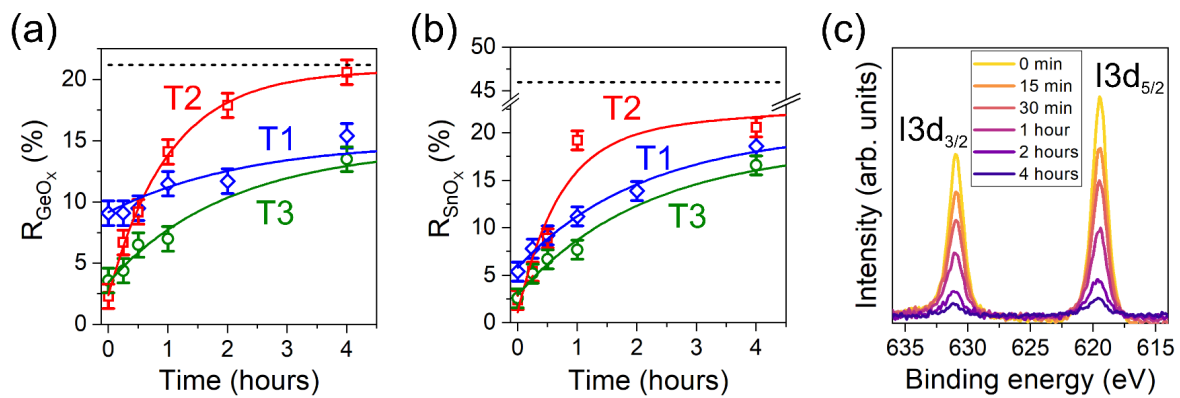 (a)
R_GeOx (%)
20
15
10
5
0
T2
T1
T3
0 1 2 3 4
Time (hours)
(b)
R_SnOx (%)
50
45
20
15
10
5
0
T2
T1
T3
0 1 2 3 4
Time (hours)
(c)
Intensity (arb. units)
0 min
15 min
30 min
1 hour
2 hours
4 hours
I3d3/2
I3d5/2
635 630 625 620 615
Binding energy (eV)